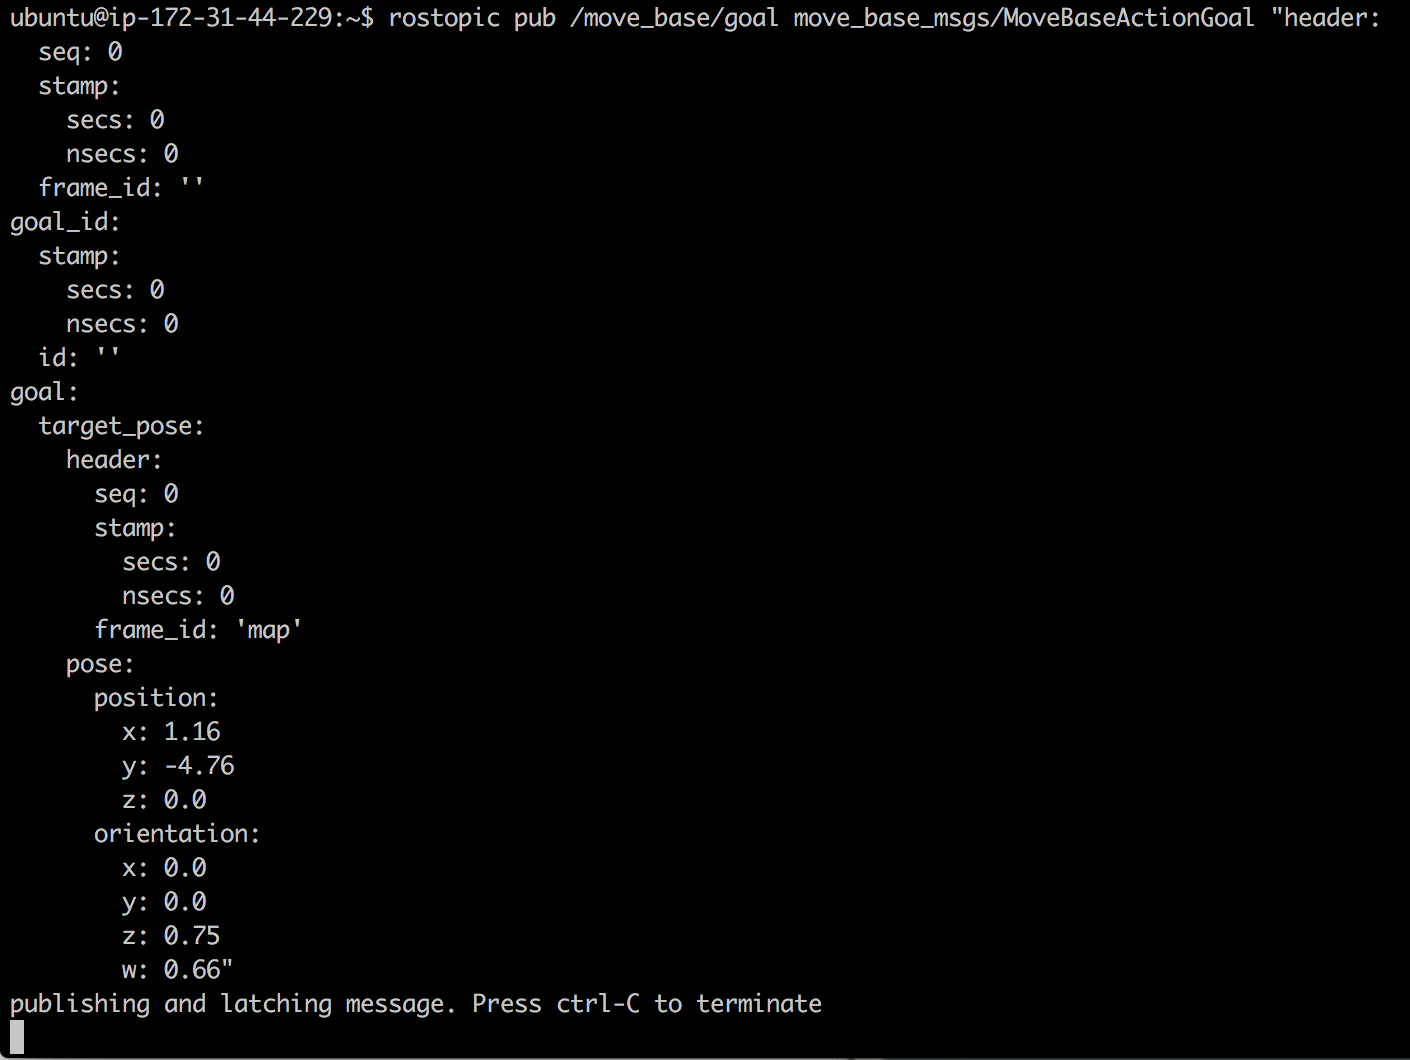 ubuntu@ip-172-31-44-229:~$ rostopic pub /move_base/goal move_base_msgs/MoveBaseActionGoal "header:
  seq: 0
  stamp:
    secs: 0
    nsecs: 0
  frame_id: ''
goal_id:
  stamp:
    secs: 0
    nsecs: 0
  id: ''
goal:
  target_pose:
    header:
      seq: 0
      stamp:
        secs: 0
        nsecs: 0
      frame_id: 'map'
    pose:
      position:
        x: 1.16
        y: -4.76
        z: 0.0
      orientation:
        x: 0.0
        y: 0.0
        z: 0.75
        w: 0.66"
publishing and latching message. Press ctrl-C to terminate